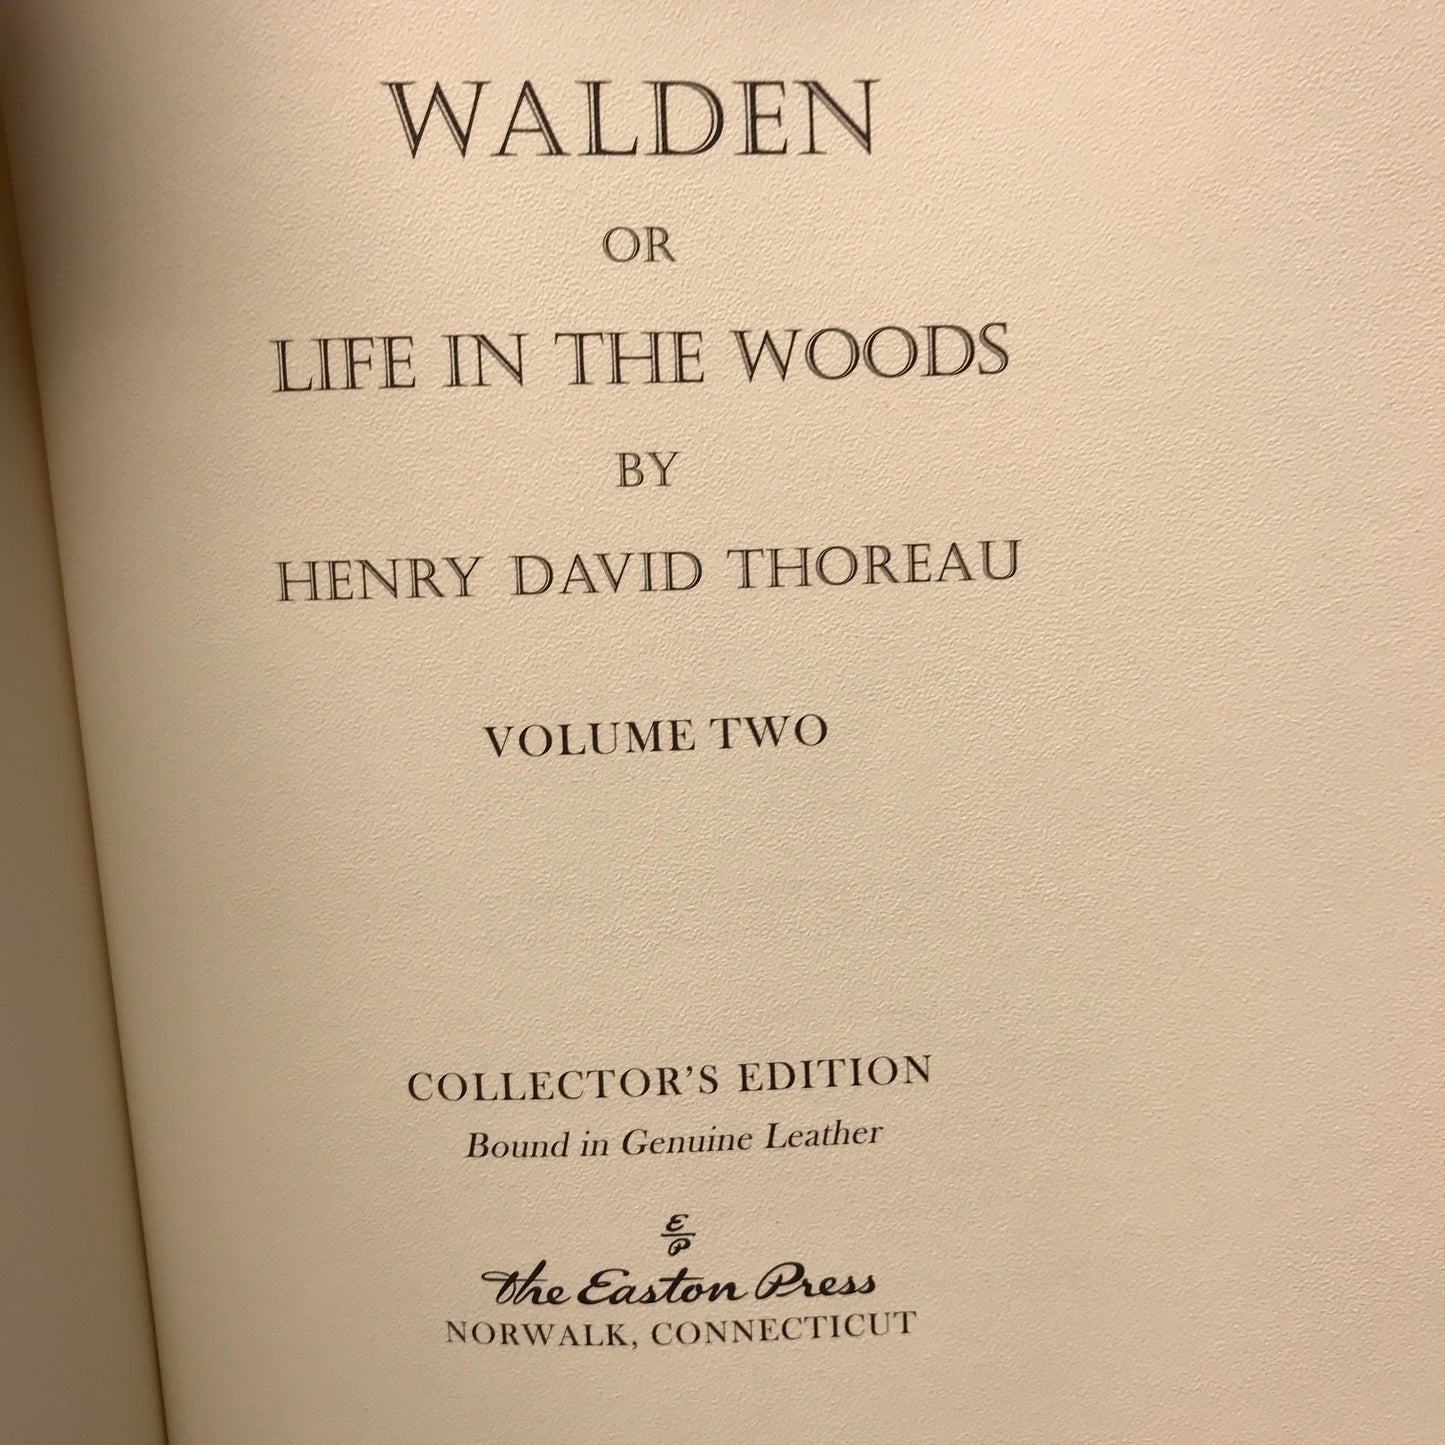 WALDEN
OR
LIFE IN THE WOODS
BY
HENRY DAVID THOREAU
VOLUME TWO
COLLECTOR'S EDITION
Bound in Genuine Leather
E
P
The Easton Press
NORWALK, CONNECTICUT